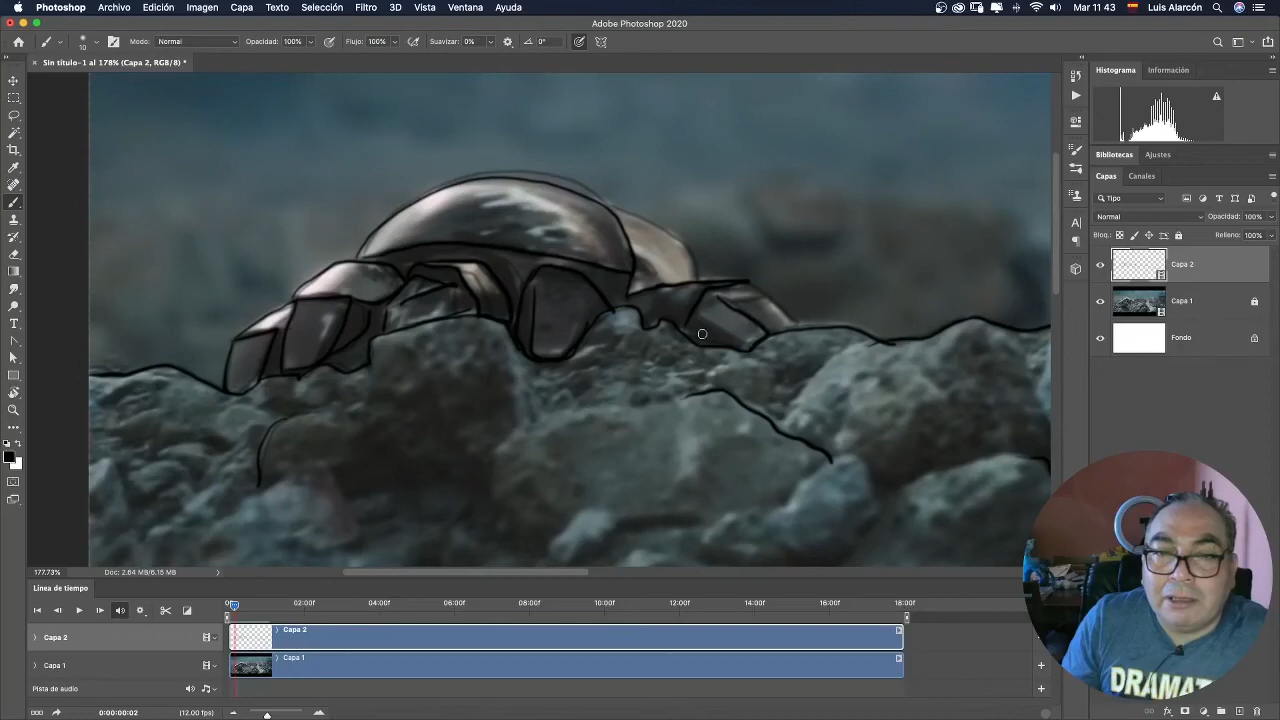 Photoshop Archivo Edición Imagen Capa Texto Selección Filtro 3D Vista Ventana Ayuda Mar 11 43 Luis Alarcón
Adobe Photoshop 2020
10 Modo: Normal Opacidad: 100% Flujo: 100% Suavizar: 0% 0°
Sin título-1 al 178% (Capa 2, RGB/8) *
Histograma Información
Bibliotecas Ajustes
Capas Canales
Tipo
Normal Opacidad: 100%
Bloq.: Relleno: 100%
Capa 2
Capa 1
Fondo
177.73% Doc: 2.64 MB/6.15 MB
Línea de tiempo
02:00f 04:00f 06:00f 08:00f 10:00f 12:00f 14:00f 16:00f 18:00f
Capa 2 Capa 2
Capa 1 Capa 1
Pista de audio
0:00:00:02 (12.00 fps)
DRAMAT